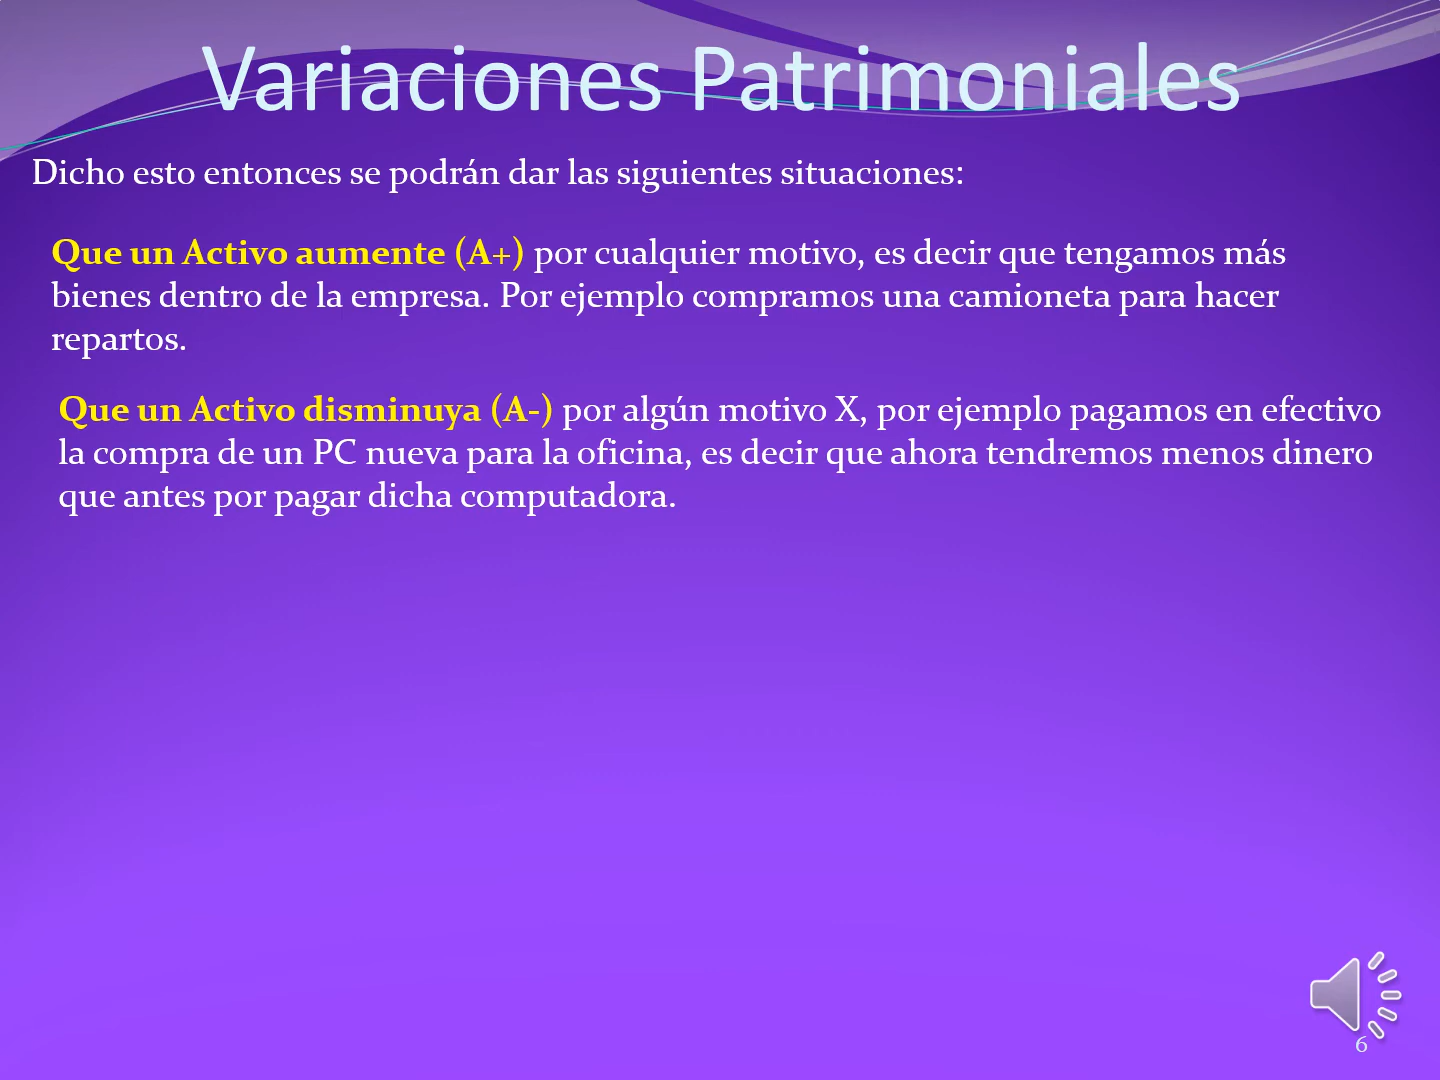 Variaciones Patrimoniales
Dicho esto entonces se podrán dar las siguientes situaciones:
Que un Activo aumente (A+) por cualquier motivo, es decir que tengamos más
bienes dentro de la empresa. Por ejemplo compramos una camioneta para hacer
repartos.
Que un Activo disminuya (A-) por algún motivo X, por ejemplo pagamos en efectivo
la compra de un PC nueva para la oficina, es decir que ahora tendremos menos dinero
que antes por pagar dicha computadora.
6